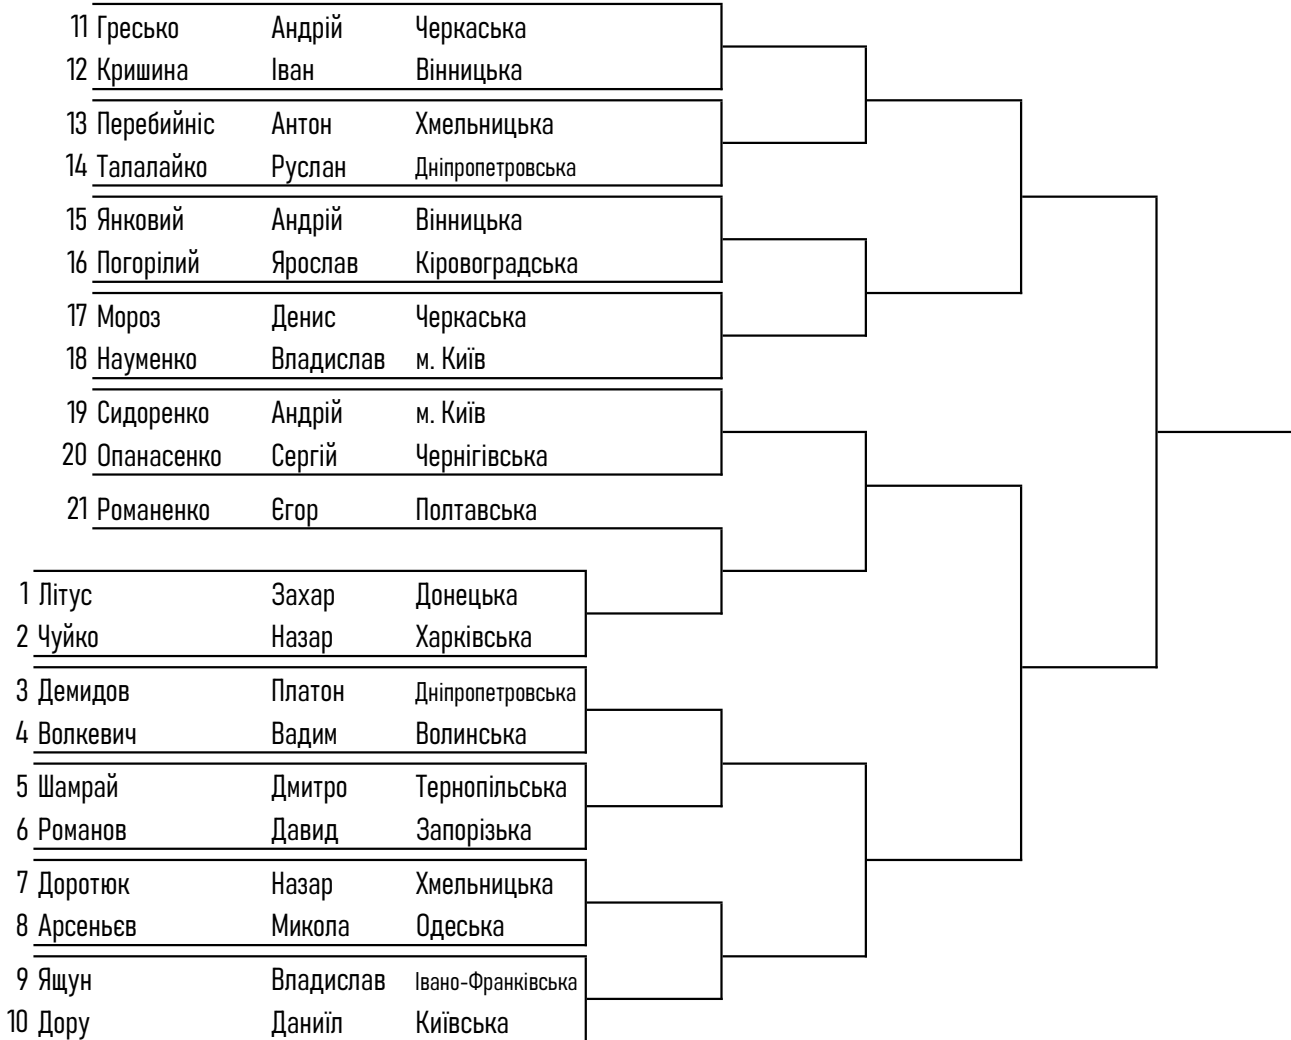 11 Гресько Андрій Черкаська
12 Кришина Іван Вінницька
13 Перебийніс Антон Хмельницька
14 Талалайко Руслан Дніпропетровська
15 Янковий Андрій Вінницька
16 Погорілий Ярослав Кіровоградська
17 Мороз Денис Черкаська
18 Науменко Владислав м. Київ
19 Сидоренко Андрій м. Київ
20 Опанасенко Сергій Чернігівська
21 Романенко Єгор Полтавська
1 Літус Захар Донецька
2 Чуйко Назар Харківська
3 Демидов Платон Дніпропетровська
4 Волкевич Вадим Волинська
5 Шамрай Дмитро Тернопільська
6 Романов Давид Запорізька
7 Доротюк Назар Хмельницька
8 Арсеньєв Микола Одеська
9 Ящун Владислав Івано-Франківська
10 Дору Даниїл Київська